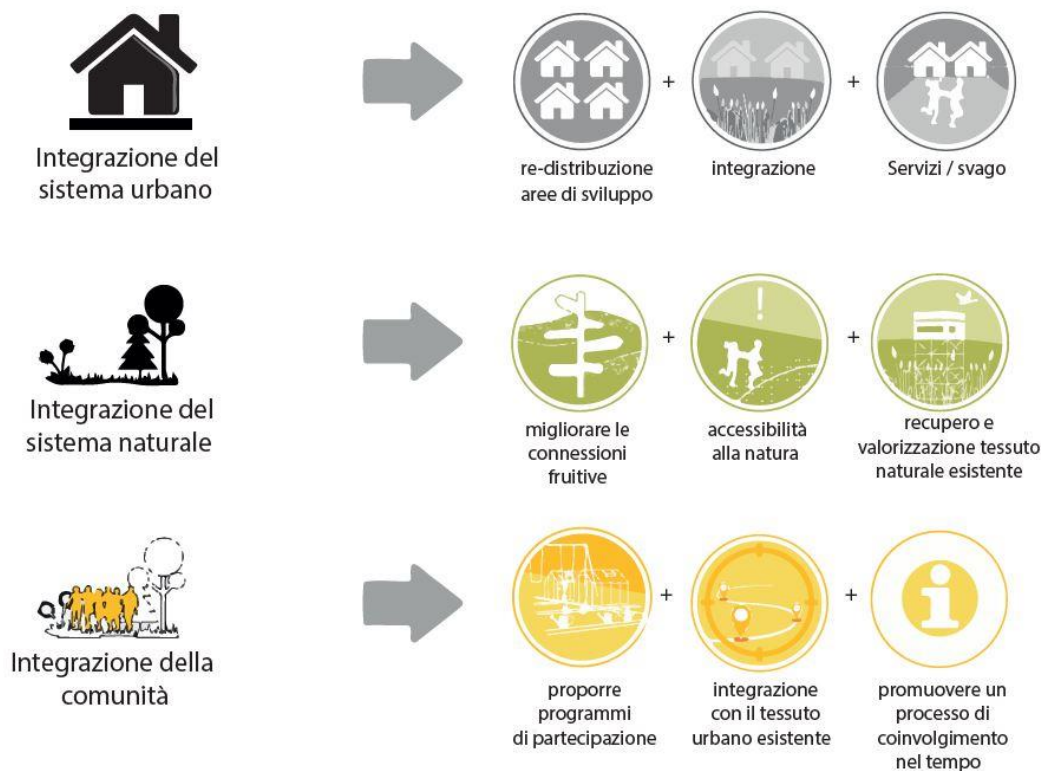 Integrazione del
sistema urbano
re-distribuzione
aree di sviluppo
+
integrazione
+
Servizi / svago
Integrazione del
sistema naturale
migliorare le
connessioni
fruitive
+
!
accessibilità
alla natura
+
recupero e
valorizzazione tessuto
naturale esistente
Integrazione della
comunità
proporre
programmi
di partecipazione
+
integrazione
con il tessuto
urbano esistente
+
i
promuovere un
processo di
coinvolgimento
nel tempo